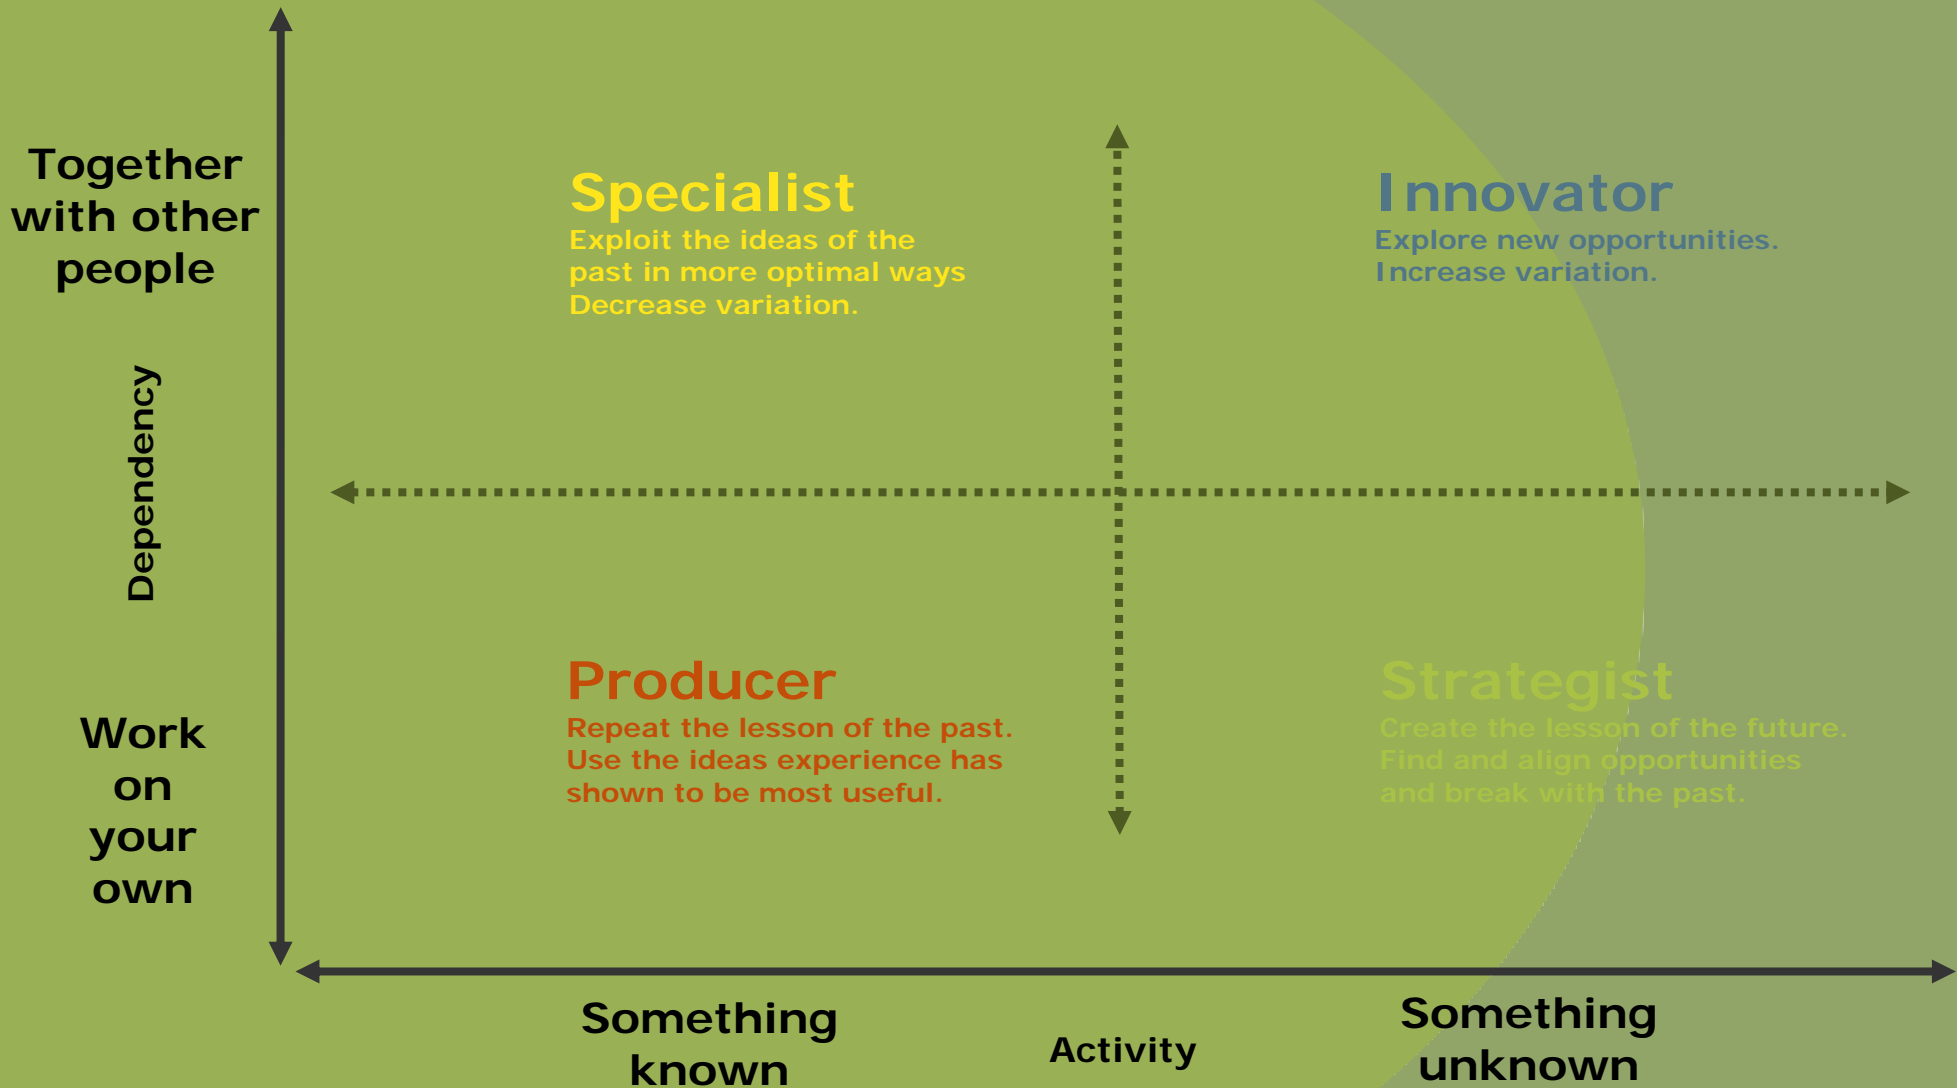 Together
with other
people
Specialist
Exploit the ideas of the
past in more optimal ways
Decrease variation.
Innovator
Explore new opportunities.
Increase variation.
Dependency
Work
on
your
own
Producer
Repeat the lesson of the past.
Use the ideas experience has
shown to be most useful.
Strategist
Create the lesson of the future.
Find and align opportunities
and break with the past.
Something
known
Activity
Something
unknown